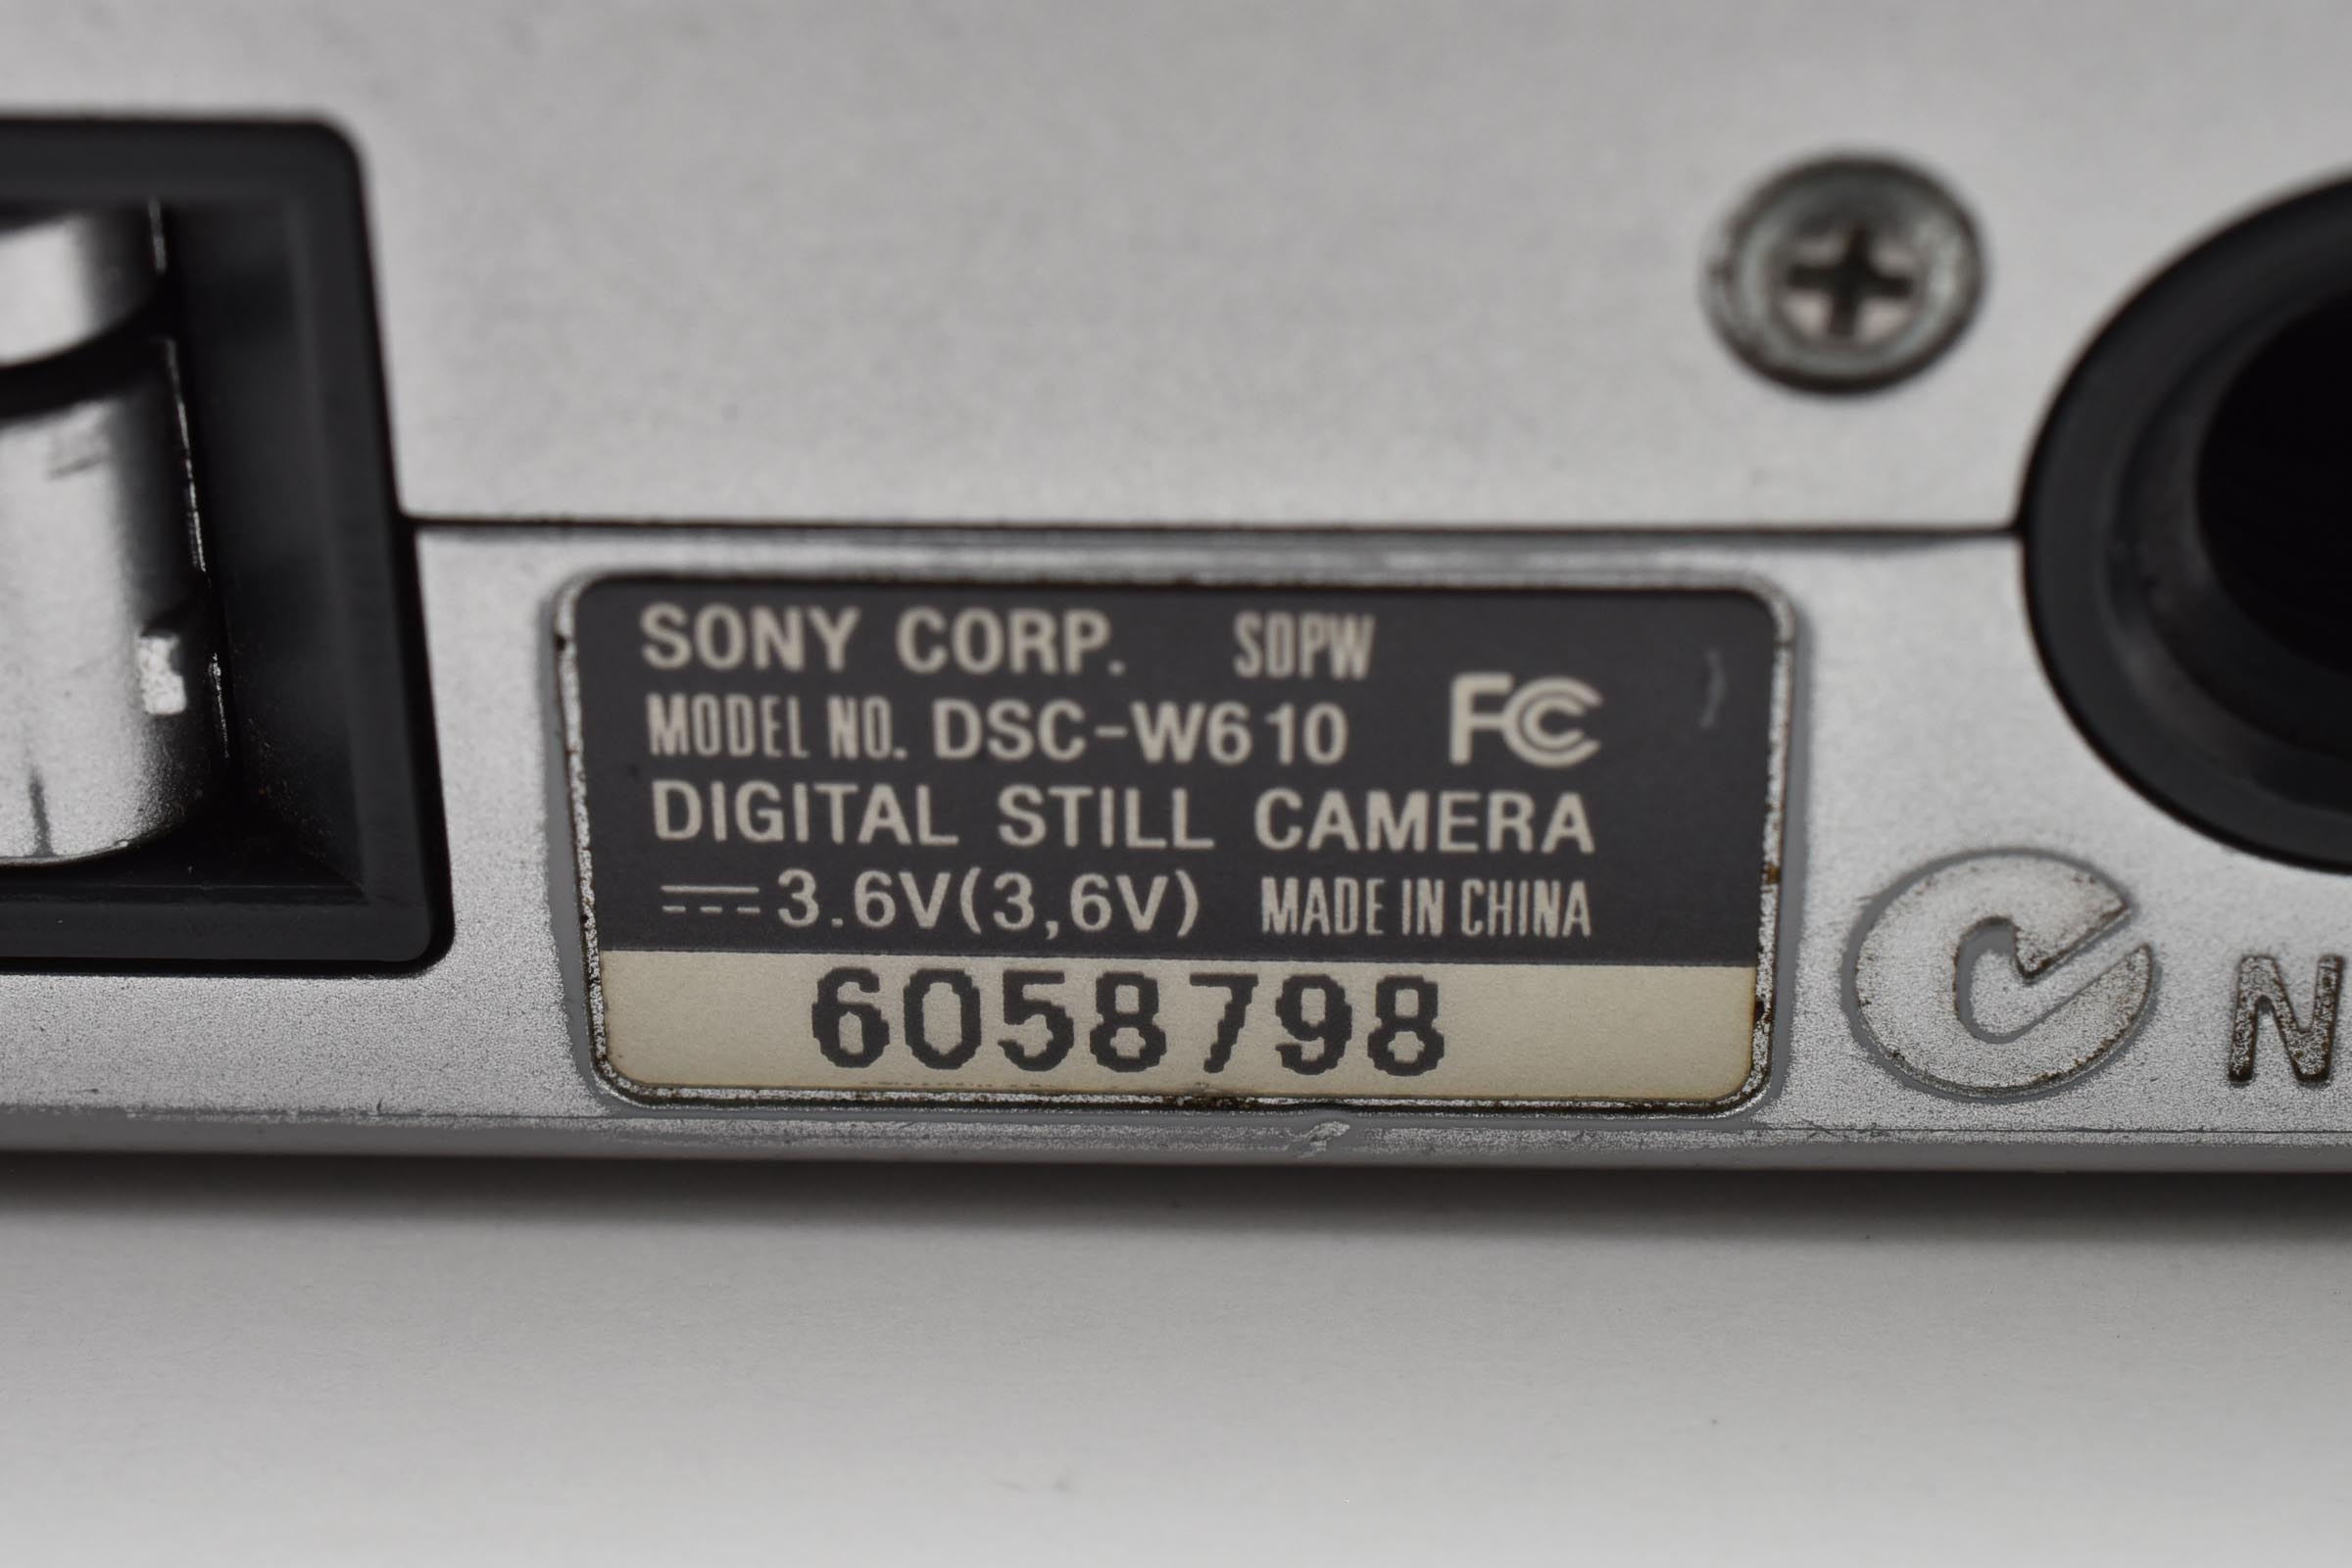 SONY CORP. SDPW
MODEL NO. DSC-W610 FC
DIGITAL STILL CAMERA
3.6V(3,6V) MADE IN CHINA
6058798
N